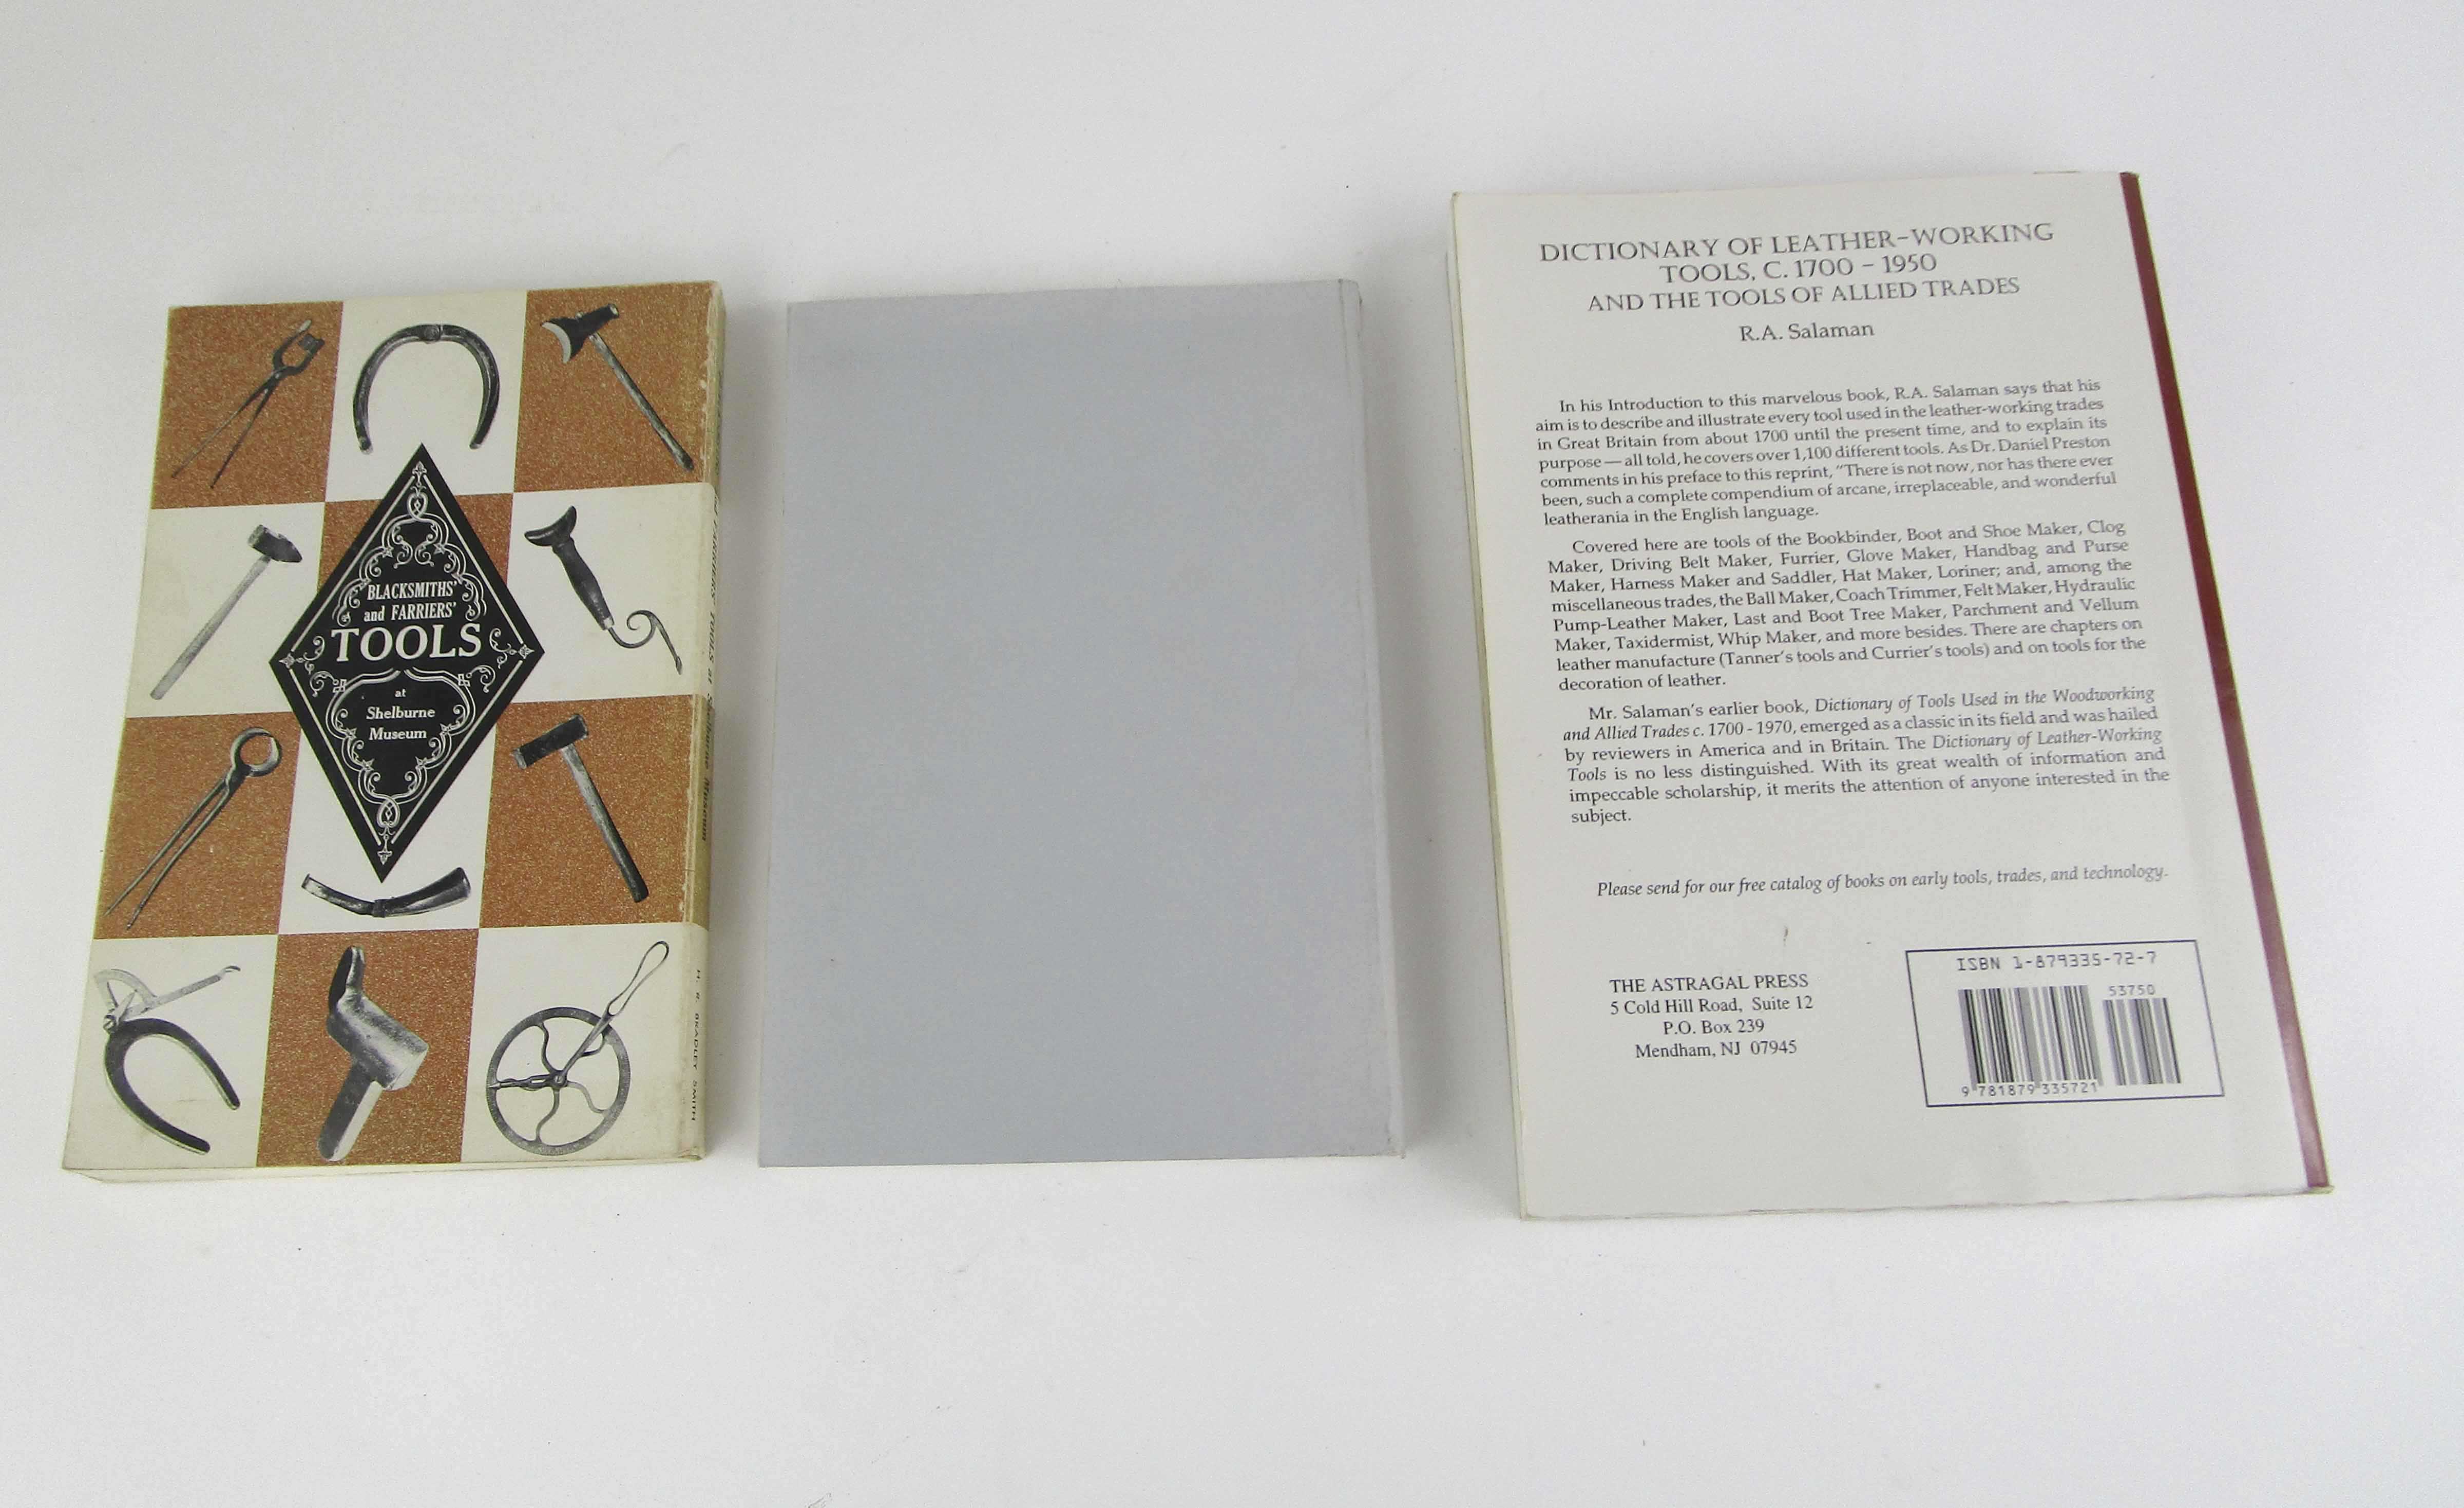 BLACKSMITHS'
and FARRIERS'
TOOLS
at
Shelburne
Museum
and FARRIERS' TOOLS at Shelburne Museum
H. R. BRADLEY SMITH
DICTIONARY OF LEATHER-WORKING
TOOLS, C. 1700 - 1950
AND THE TOOLS OF ALLIED TRADES
R.A. Salaman
In his Introduction to this marvelous book, R.A. Salaman says that his
aim is to describe and illustrate every tool used in the leather-working trades
in Great Britain from about 1700 until the present time, and to explain its
purpose — all told, he covers over 1,100 different tools. As Dr. Daniel Preston
comments in his preface to this reprint, "There is not now, nor has there ever
been, such a complete compendium of arcane, irreplaceable, and wonderful
leatherania in the English language.
Covered here are tools of the Bookbinder, Boot and Shoe Maker, Clog
Maker, Driving Belt Maker, Furrier, Glove Maker, Handbag and Purse
Maker, Harness Maker and Saddler, Hat Maker, Loriner; and, among the
miscellaneous trades, the Ball Maker, Coach Trimmer, Felt Maker, Hydraulic
Pump-Leather Maker, Last and Boot Tree Maker, Parchment and Vellum
Maker, Taxidermist, Whip Maker, and more besides. There are chapters on
leather manufacture (Tanner's tools and Currier's tools) and on tools for the
decoration of leather.
Mr. Salaman's earlier book, Dictionary of Tools Used in the Woodworking
and Allied Trades c. 1700 - 1970, emerged as a classic in its field and was hailed
by reviewers in America and in Britain. The Dictionary of Leather-Working
Tools is no less distinguished. With its great wealth of information and
impeccable scholarship, it merits the attention of anyone interested in the
subject.
Please send for our free catalog of books on early tools, trades, and technology.
THE ASTRAGAL PRESS
5 Cold Hill Road, Suite 12
P.O. Box 239
Mendham, NJ 07945
ISBN 1-879335-72-7
53750
9 781879 335721